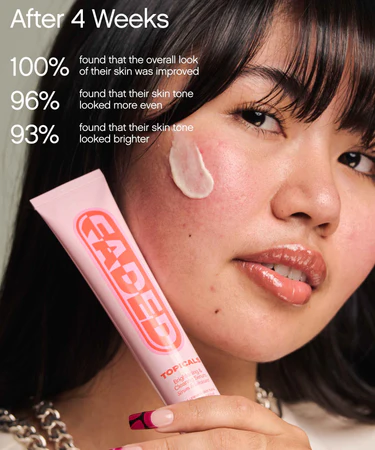 After 4 Weeks
100% found that the overall look
of their skin was improved
96% found that their skin tone
looked more even
93% found that their skin tone
looked brighter
FADED
TOPICALS
Brightening &